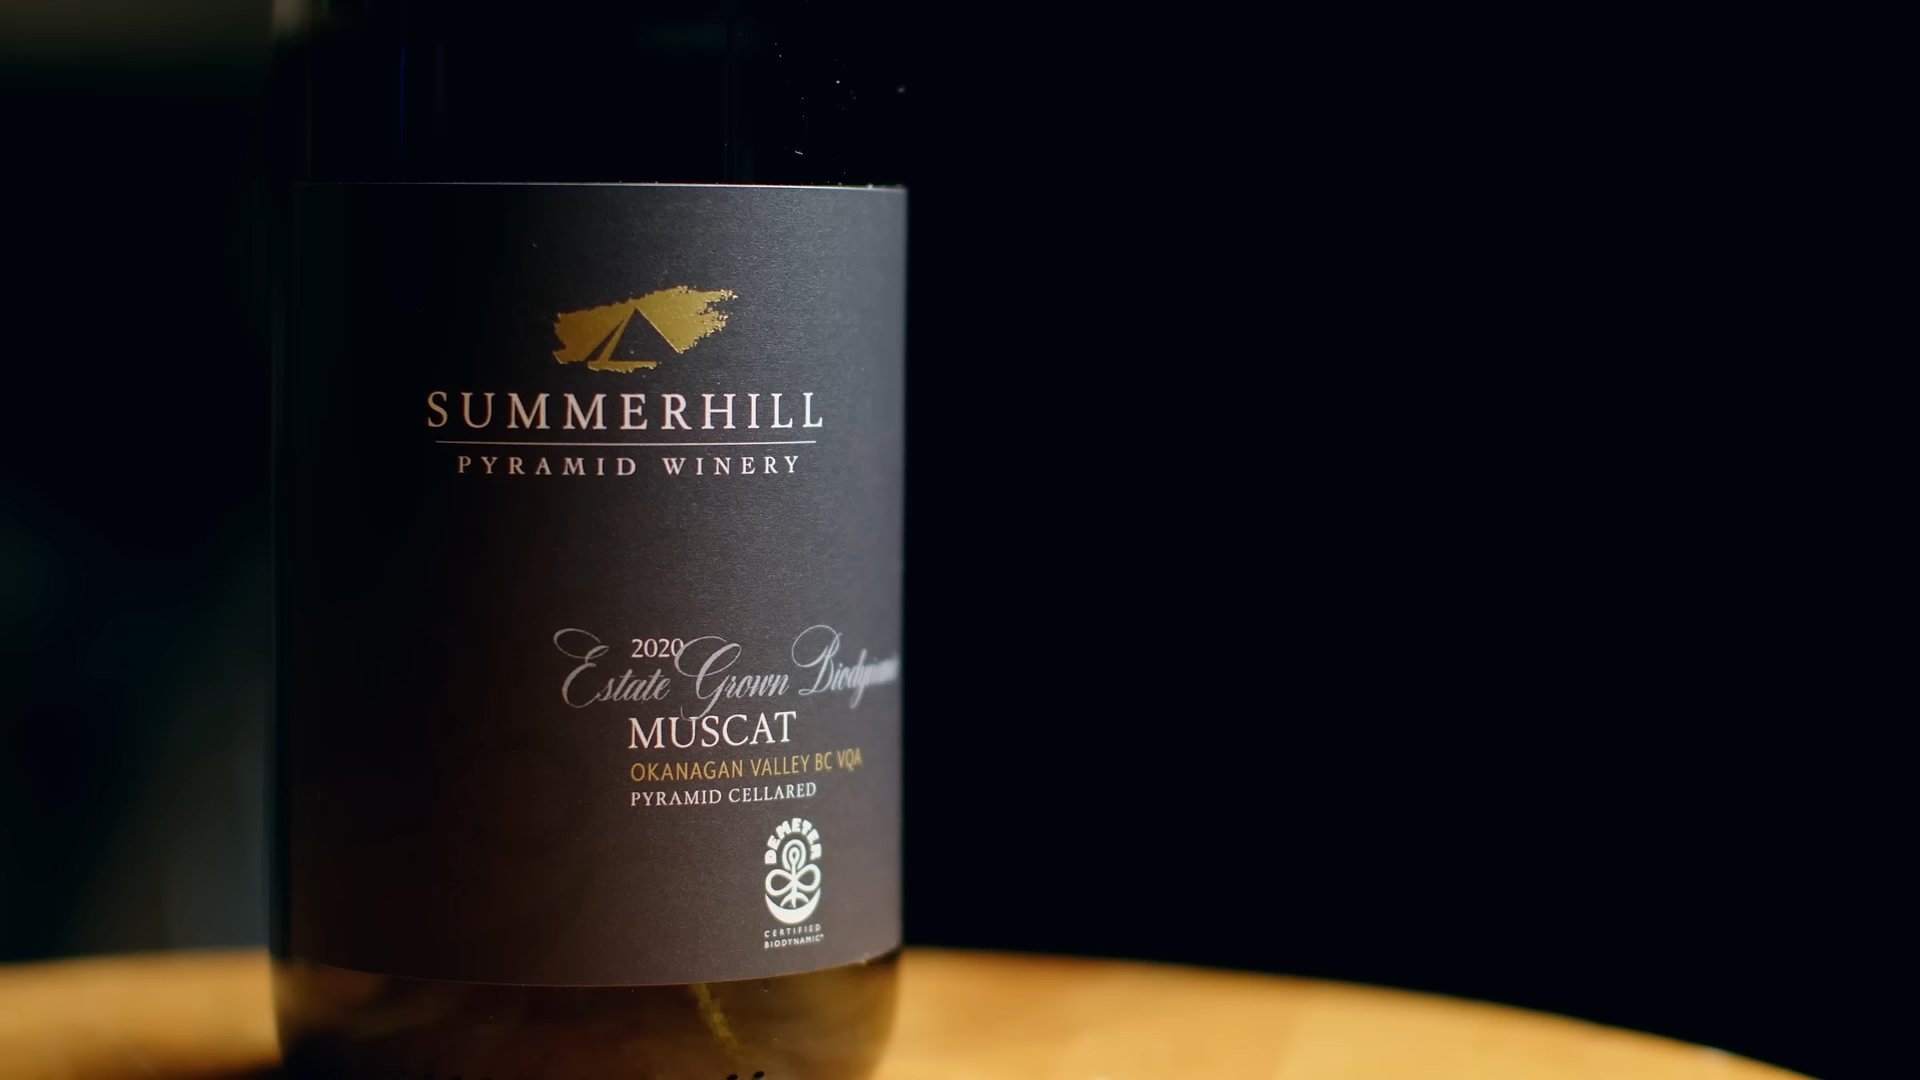 SUMMERHILL
PYRAMID WINERY
2020
Estate Grown
MUSCAT
OKANAGAN VALLEY BC VQA
PYRAMID CELLARED
DEMETER
CERTIFIED
BIODYNAMIC